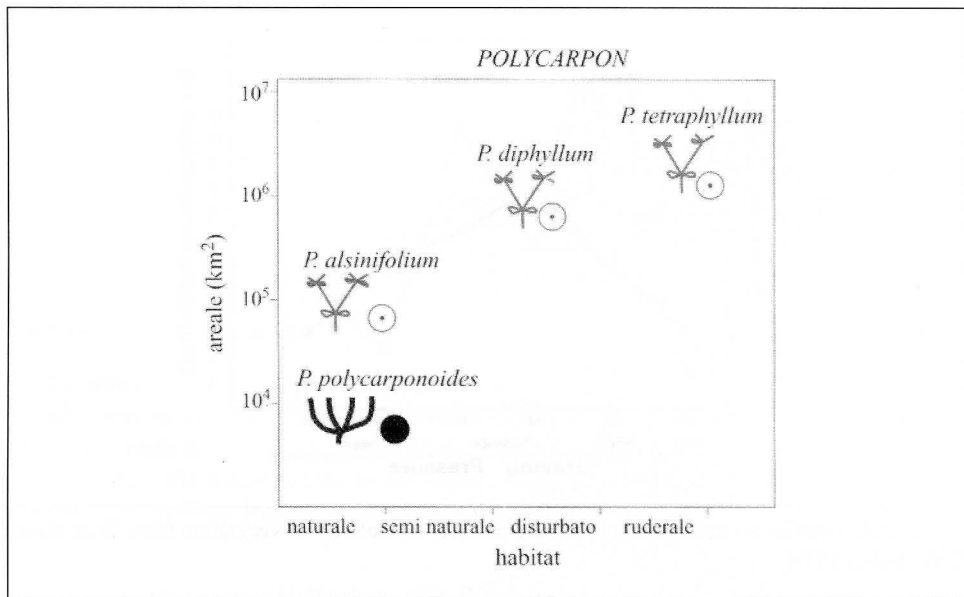 POLYCARPON
10⁷
P. tetraphyllum
P. diphyllum
10⁶
P. alsinifolium
10⁵
P. polycarponoides
10⁴
areale (km²)
naturale semi naturale disturbato ruderale
habitat